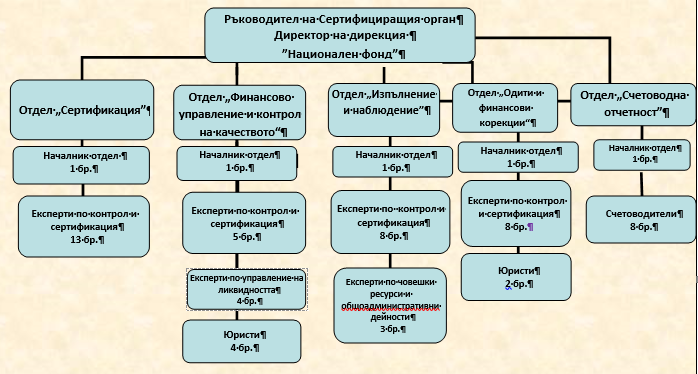 Ръководител на Сертифициращия орган¶
Директор на дирекция ¶
"Национален фонд"¶
Отдел „Сертификация"¶
Отдел „Финансово
управление и контрол
на качеството"¶
Отдел „Изпълнение
и наблюдение"¶
Отдел „Одити и
финансови
корекции"¶
Отдел „Счетоводна
отчетност"¶
Началник отдел ¶
1 бр.¶
Началник отдел¶
1 бр.¶
Началник отдел¶
1 бр.¶
Началник отдел¶
1 бр.¶
Началник отдел¶
1 бр.¶
Експерти по контрол и
сертификация¶
13 бр.¶
Експерти по контрол и
сертификация¶
5 бр.¶
Експерти по контрол и
сертификация¶
8 бр.¶
Експерти по контрол
и сертификация¶
8 бр.¶
Счетоводители¶
8 бр.¶
Експерти по управление на
ликвидността¶
4 бр.¶
Експерти по човешки
ресурси и
общоадминистративни
дейности¶
3 бр.¶
Юристи¶
2 бр.¶
Юристи¶
4 бр.¶